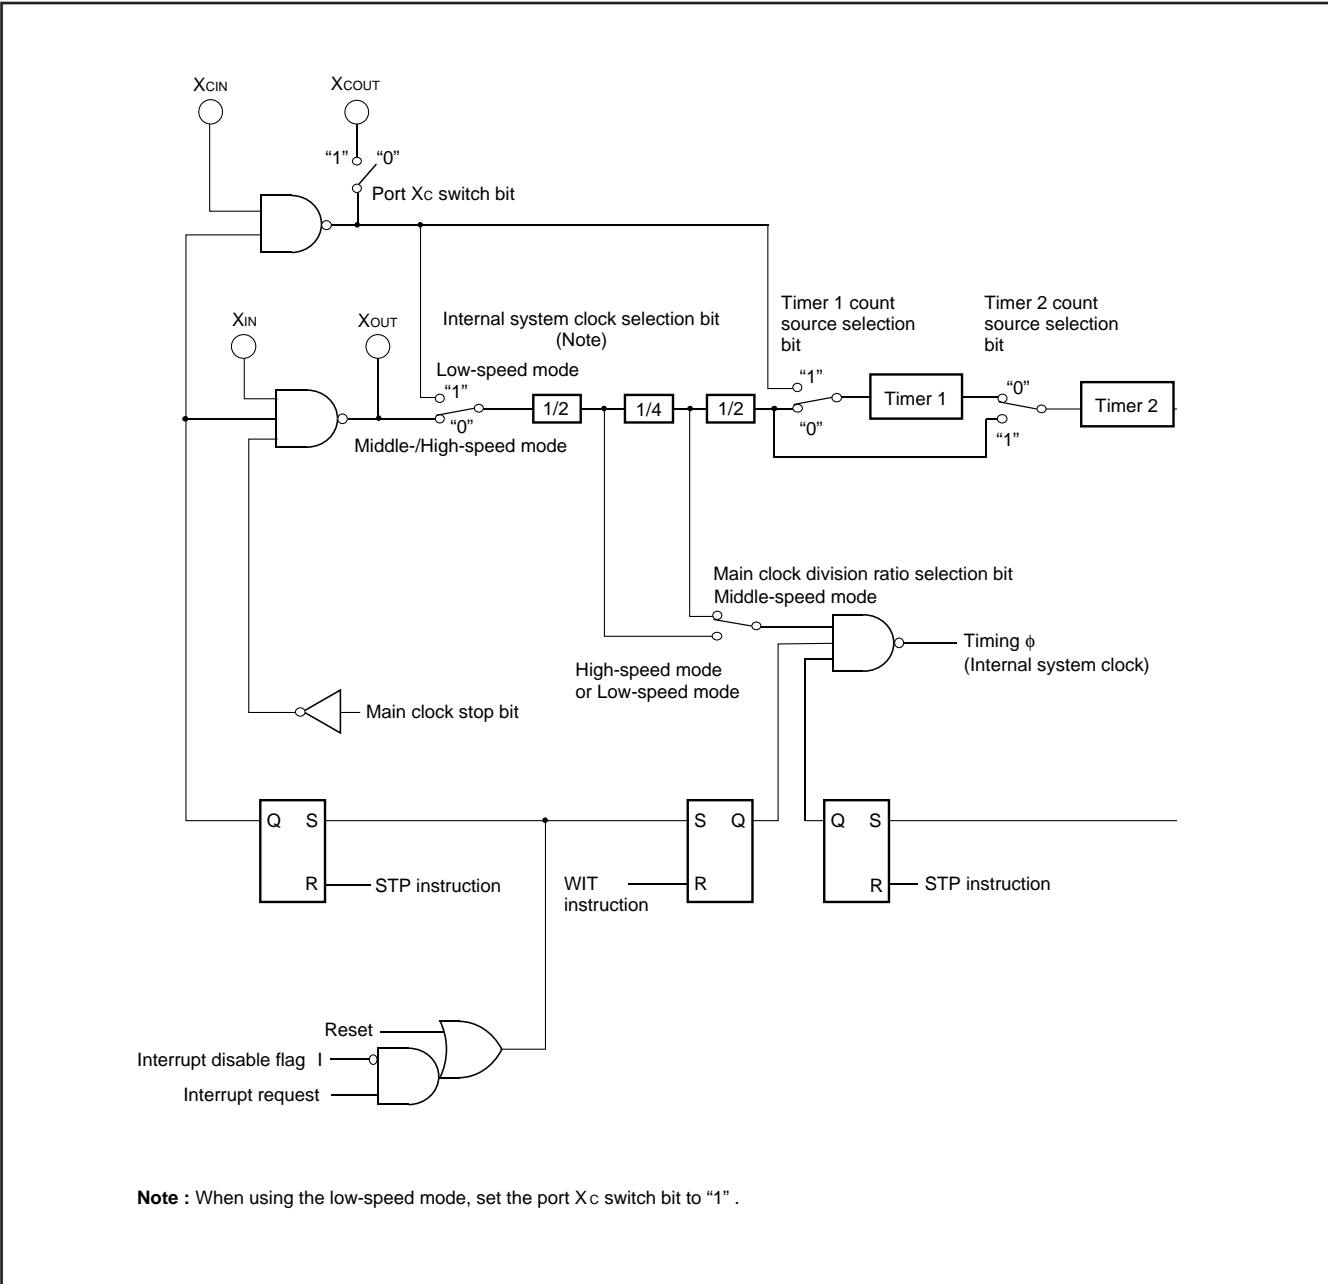 XCIN
XCOUT
“1” “0”
Port XC switch bit
XIN
XOUT
Internal system clock selection bit
(Note)
Low-speed mode
“1”
“0”
Middle-/High-speed mode
1/2
1/4
1/2
Timer 1 count
source selection
bit
“1”
“0”
Timer 1
Timer 2 count
source selection
bit
“0”
“1”
Timer 2
Main clock division ratio selection bit
Middle-speed mode
High-speed mode
or Low-speed mode
Timing ϕ
(Internal system clock)
Main clock stop bit
Q S
R
STP instruction
S Q
R
WIT
instruction
Q S
R
STP instruction
Reset
Interrupt disable flag I
Interrupt request
Note : When using the low-speed mode, set the port XC switch bit to “1” .